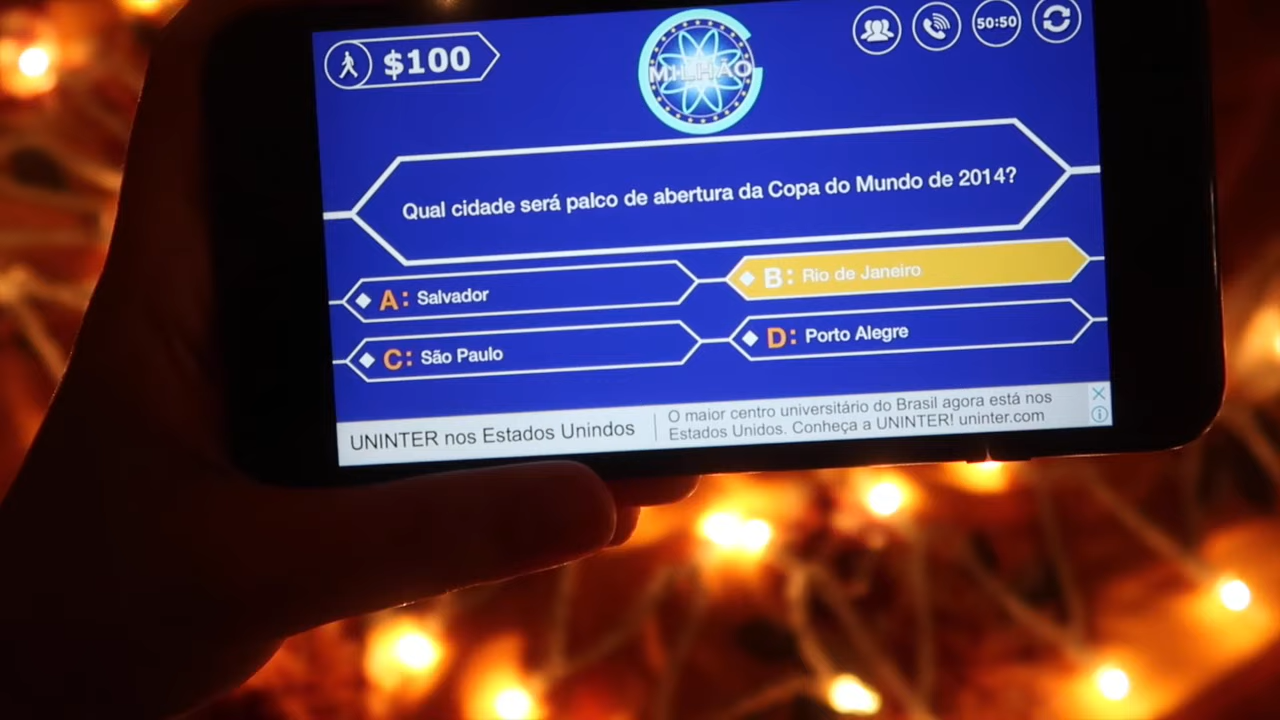 $100
MILHÃO
50:50
Qual cidade será palco de abertura da Copa do Mundo de 2014?
A: Salvador
B: Rio de Janeiro
C: São Paulo
D: Porto Alegre
UNINTER nos Estados Unindos
O maior centro universitário do Brasil agora está nos
Estados Unidos. Conheça a UNINTER! uninter.com